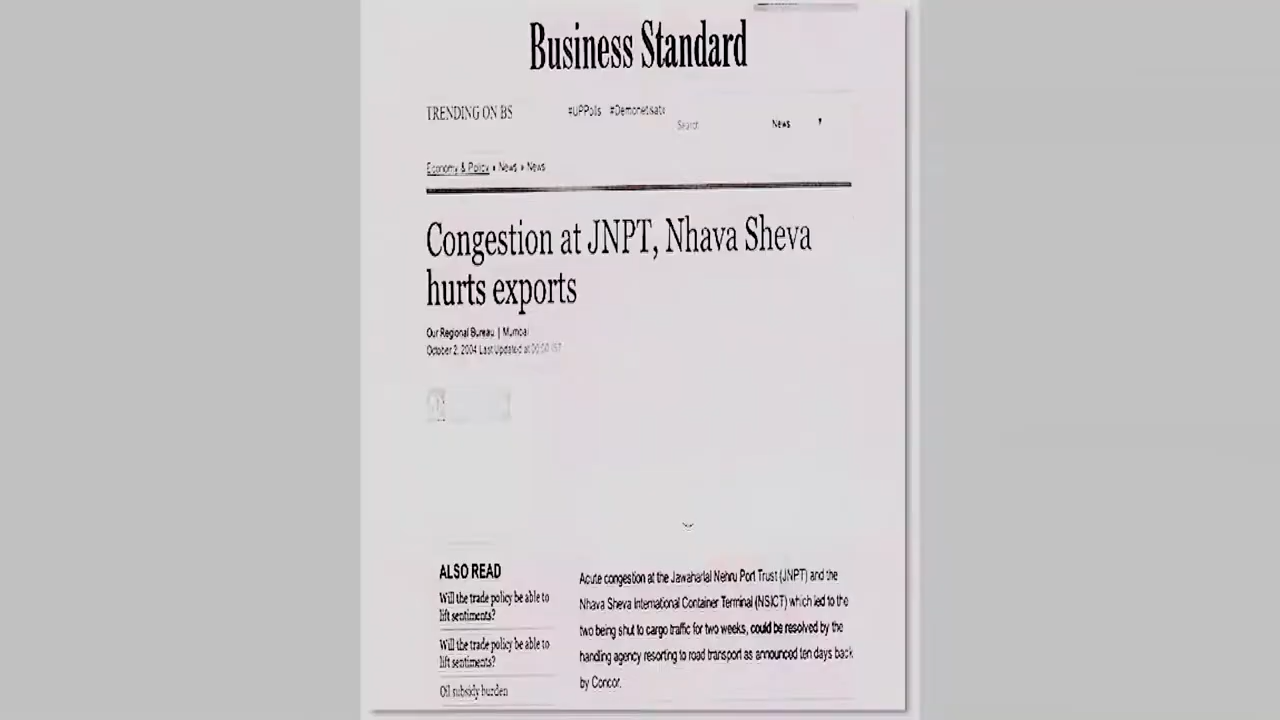 Business Standard
TRENDING ON BS #UPPolls #Demonetisatio
Search News
Economy & Policy » News » News
Congestion at JNPT, Nhava Sheva
hurts exports
Our Regional Bureau | Mumbai
October 2, 2004 Last Updated at 00:00 IST
ALSO READ
Will the trade policy be able to
lift sentiments?
Will the trade policy be able to
lift sentiments?
Oil subsidy burden
Acute congestion at the Jawaharlal Nehru Port Trust (JNPT) and the
Nhava Sheva International Container Terminal (NSICT) which led to the
two being shut to cargo traffic for two weeks, could be resolved by the
handling agency resorting to road transport as announced ten days back
by Concor.